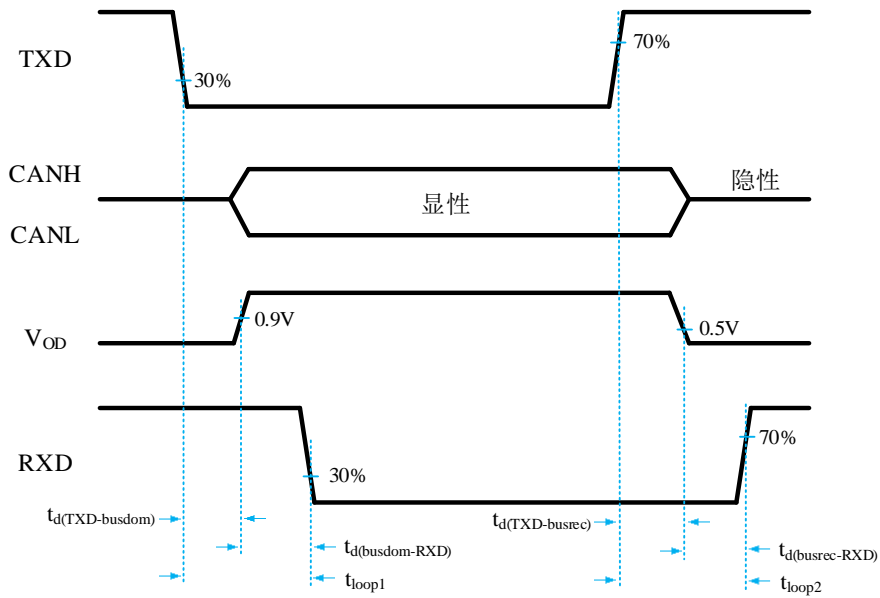 TXD
30%
70%
CANH
显性
隐性
CANL
0.9V
0.5V
VOD
RXD
30%
70%
td(TXD-busdom)
td(TXD-busrec)
td(busdom-RXD)
td(busrec-RXD)
tloop1
tloop2